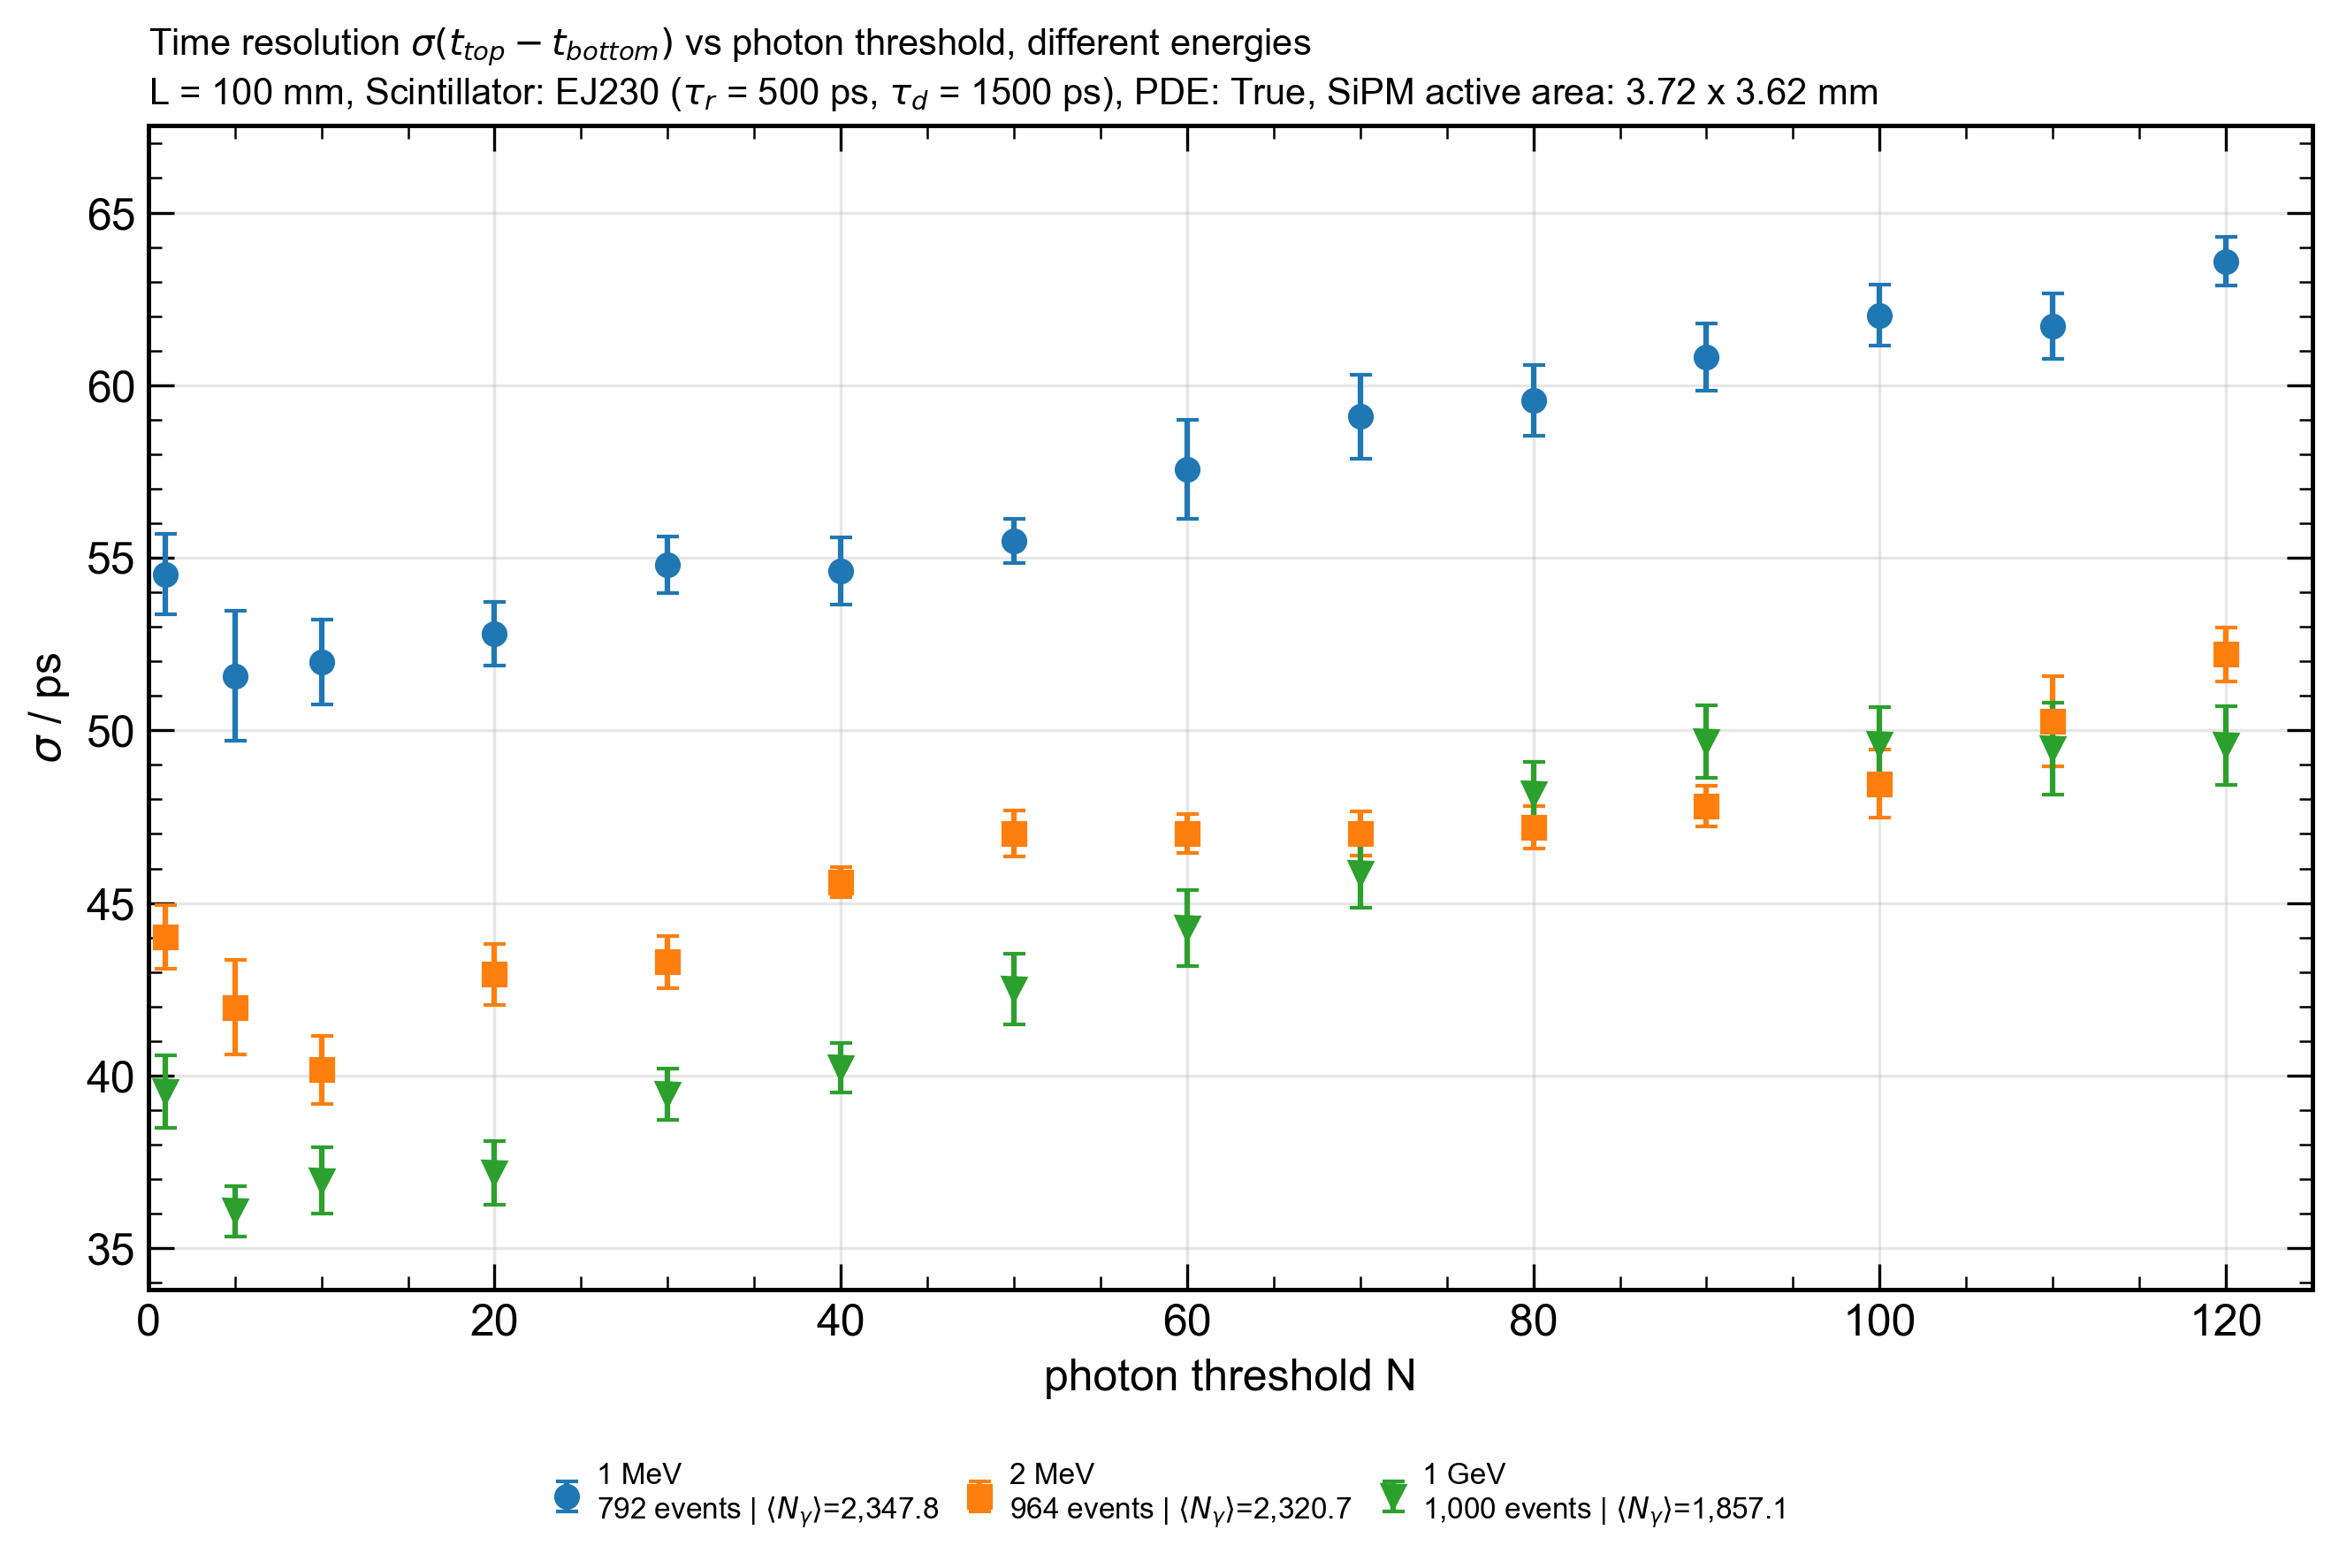 Time resolution σ(t_top − t_bottom) vs photon threshold, different energies
L = 100 mm, Scintillator: EJ230 (τ_r = 500 ps, τ_d = 1500 ps), PDE: True, SiPM active area: 3.72 x 3.62 mm
σ / ps
65
60
55
50
45
40
35
0 20 40 60 80 100 120
photon threshold N
1 MeV
792 events | ⟨N_γ⟩=2,347.8
2 MeV
964 events | ⟨N_γ⟩=2,320.7
1 GeV
1,000 events | ⟨N_γ⟩=1,857.1